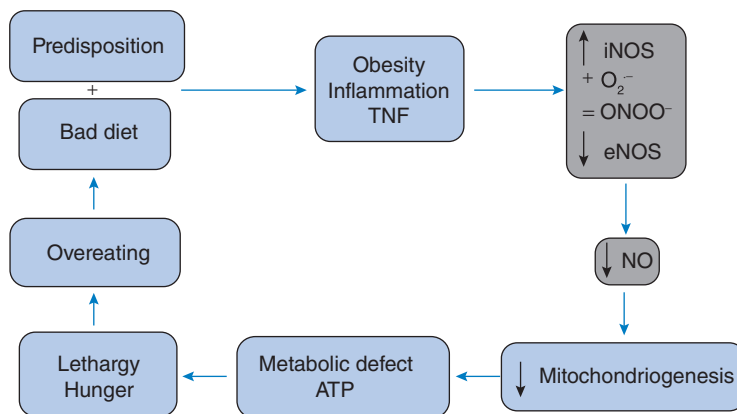 Predisposition
+
Bad diet
Obesity
Inflammation
TNF
↑ iNOS
+ O₂·−
= ONOO−
↓ eNOS
↓ NO
↓ Mitochondriogenesis
Metabolic defect
ATP
Lethargy
Hunger
Overeating